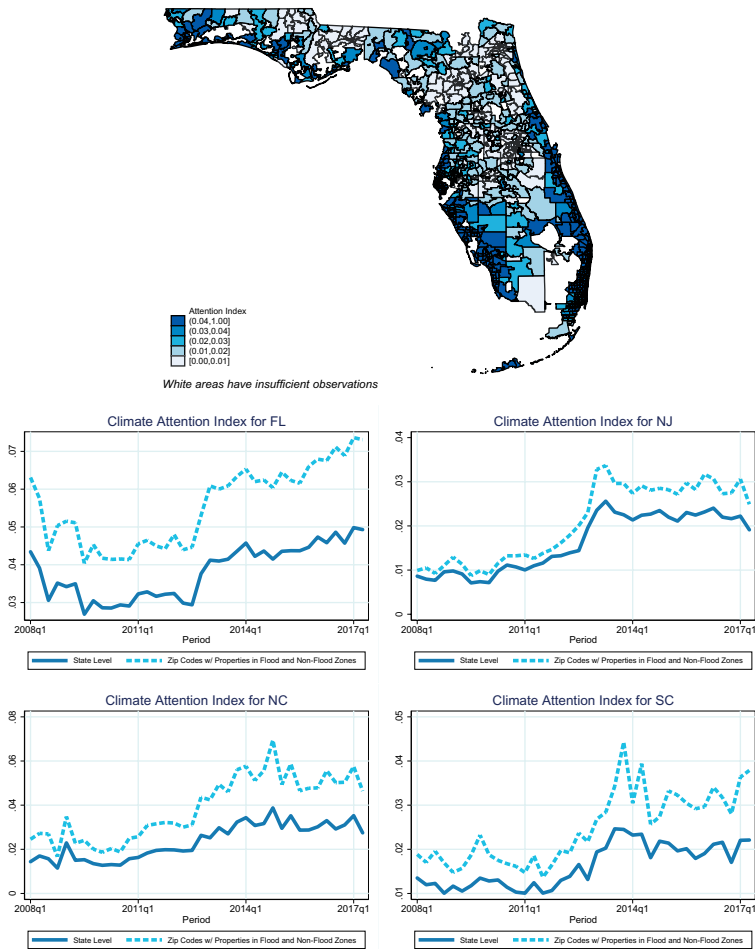 Attention Index
(0.04,1.00]
(0.03,0.04]
(0.02,0.03]
(0.01,0.02]
[0.00,0.01]
White areas have insufficient observations
Climate Attention Index for FL
.07
.06
.05
.04
.03
2008q1 2011q1 2014q1 2017q1
Period
State Level Zip Codes w/ Properties in Flood and Non-Flood Zones
Climate Attention Index for NJ
.04
.03
.02
.01
0
2008q1 2011q1 2014q1 2017q1
Period
State Level Zip Codes w/ Properties in Flood and Non-Flood Zones
Climate Attention Index for NC
.08
.06
.04
.02
0
2008q1 2011q1 2014q1 2017q1
Period
State Level Zip Codes w/ Properties in Flood and Non-Flood Zones
Climate Attention Index for SC
.05
.04
.03
.02
.01
2008q1 2011q1 2014q1 2017q1
Period
State Level Zip Codes w/ Properties in Flood and Non-Flood Zones